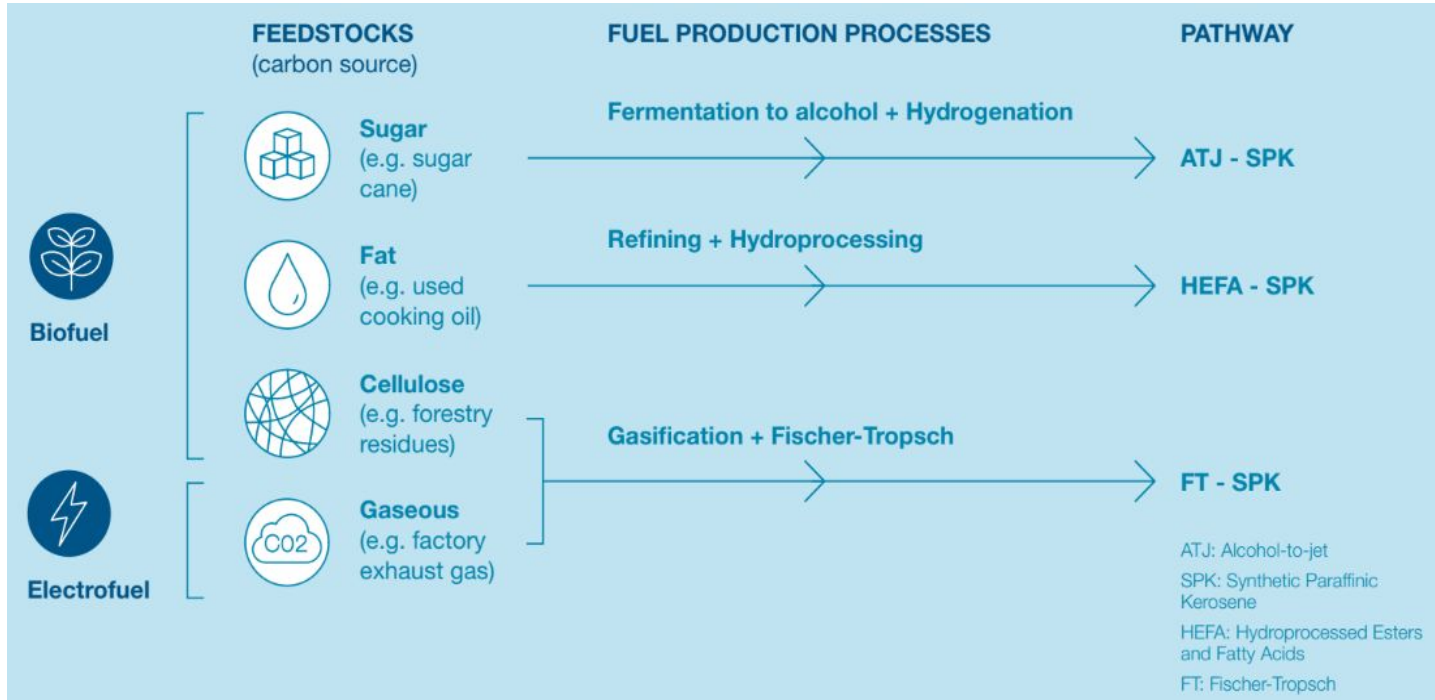 FEEDSTOCKS
(carbon source)
FUEL PRODUCTION PROCESSES
PATHWAY
Biofuel
Sugar
(e.g. sugar
cane)
Fermentation to alcohol + Hydrogenation
ATJ - SPK
Fat
(e.g. used
cooking oil)
Refining + Hydroprocessing
HEFA - SPK
Cellulose
(e.g. forestry
residues)
Gasification + Fischer-Tropsch
FT - SPK
Electrofuel
CO2
Gaseous
(e.g. factory
exhaust gas)
ATJ: Alcohol-to-jet
SPK: Synthetic Paraffinic
Kerosene
HEFA: Hydroprocessed Esters
and Fatty Acids
FT: Fischer-Tropsch